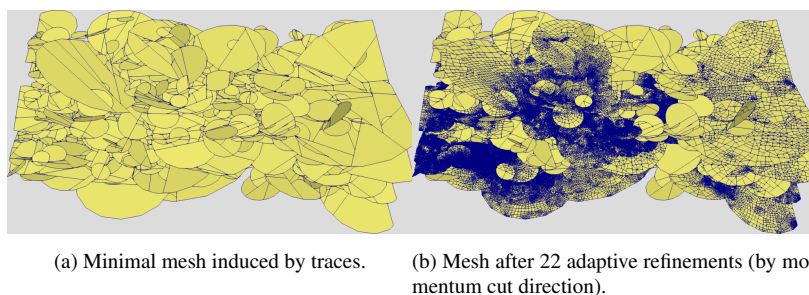 (a) Minimal mesh induced by traces.
(b) Mesh after 22 adaptive refinements (by mo
mentum cut direction).